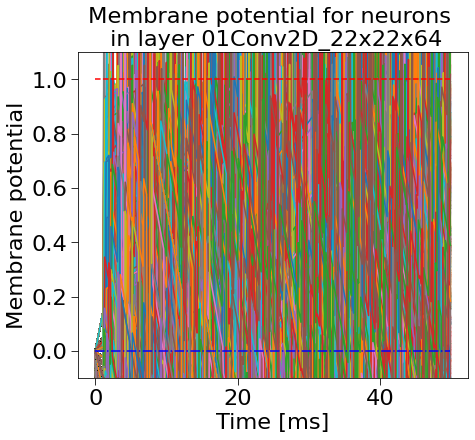 Membrane potential for neurons
in layer 01Conv2D_22x22x64
1.0
0.8
0.6
0.4
0.2
0.0
Membrane potential
0
20
40
Time [ms]